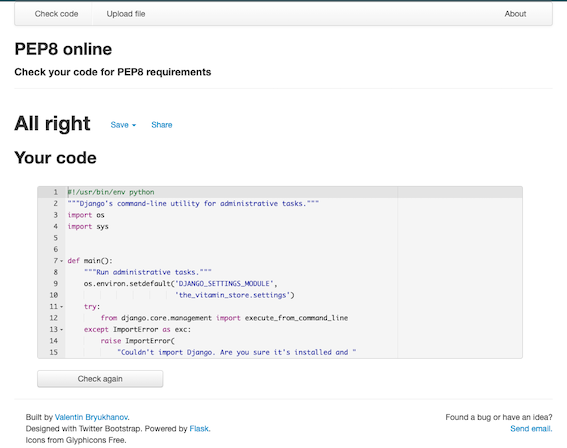 Check code Upload file About
PEP8 online
Check your code for PEP8 requirements
All right Save Share
Your code
1 #!/usr/bin/env python
2 """Django's command-line utility for administrative tasks."""
3 import os
4 import sys
5
6
7 def main():
8     """Run administrative tasks."""
9     os.environ.setdefault('DJANGO_SETTINGS_MODULE',
10                           'the_vitamin_store.settings')
11     try:
12         from django.core.management import execute_from_command_line
13     except ImportError as exc:
14         raise ImportError(
15             "Couldn't import Django. Are you sure it's installed and "
Check again
Built by Valentin Bryukhanov. Found a bug or have an idea?
Designed with Twitter Bootstrap. Powered by Flask. Send email.
Icons from Glyphicons Free.